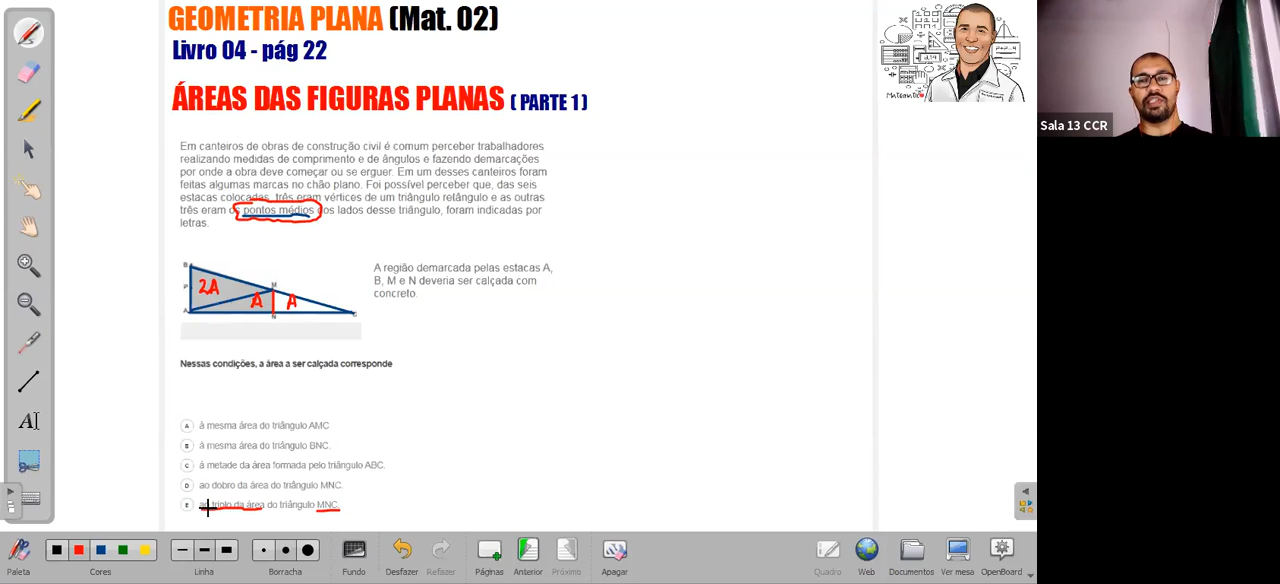 GEOMETRIA PLANA (Mat. 02)
Livro 04 - pág 22
ÁREAS DAS FIGURAS PLANAS ( PARTE 1 )
Sala 13 CCR
Em canteiros de obras de construção civil é comum perceber trabalhadores
realizando medidas de comprimento e de ângulos e fazendo demarcações
por onde a obra deve começar ou se erguer. Em um desses canteiros foram
feitas algumas marcas no chão plano. Foi possível perceber que, das seis
estacas colocadas, três eram vértices de um triângulo retângulo e as outras
três eram os pontos médios dos lados desse triângulo, foram indicadas por
letras.
B
P
A
M
N
C
2A
A
A
A região demarcada pelas estacas A,
B, M e N deveria ser calçada com
concreto.
Nessas condições, a área a ser calçada corresponde
A à mesma área do triângulo AMC
B à mesma área do triângulo BNC.
C à metade da área formada pelo triângulo ABC.
D ao dobro da área do triângulo MNC.
E ao triplo da área do triângulo MNC.
Paleta
Cores
Linha
Borracha
Fundo
Desfazer
Refazer
Páginas
Anterior
Próximo
Apagar
Quadro
Web
Documentos
Ver mesa
OpenBoard